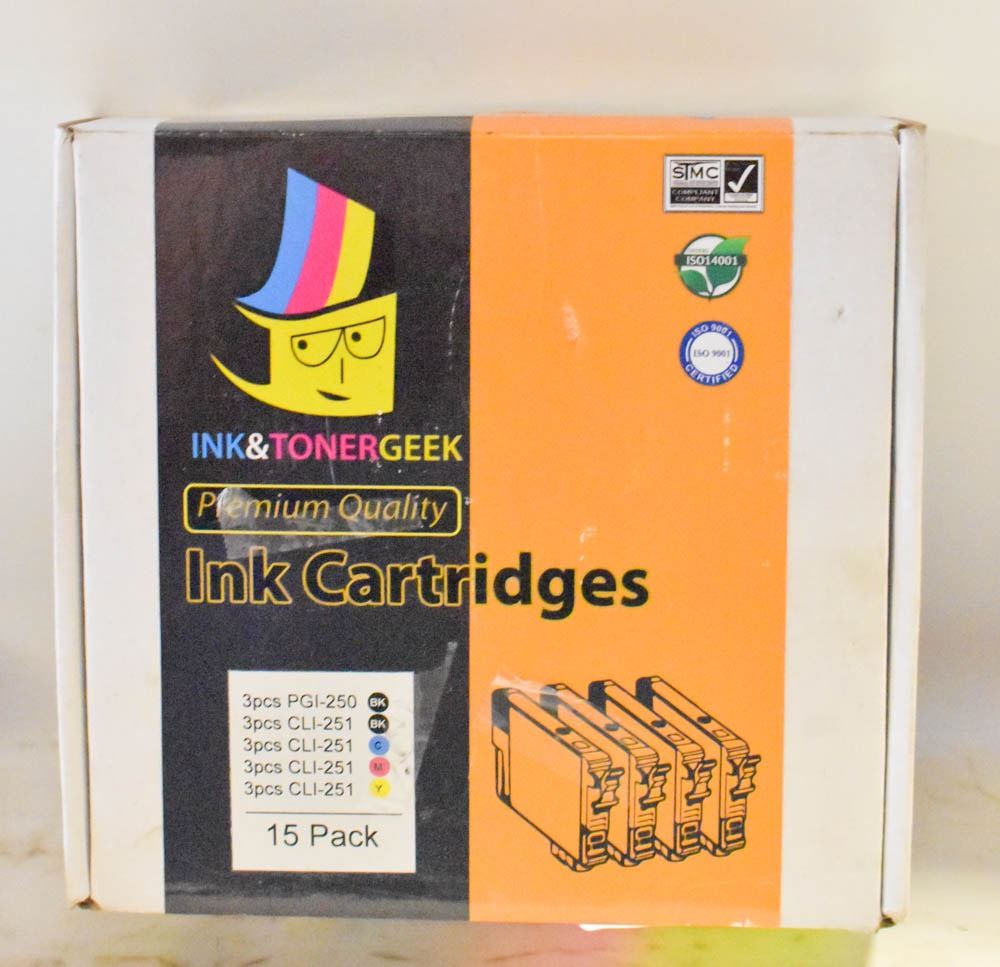 STMC
COMPLIANT
COMPANY
ISO14001
ISO 9001
ISO 9001
CERTIFIED
INK&TONERGEEK
Premium Quality
Ink Cartridges
3pcs PGI-250 BK
3pcs CLI-251 BK
3pcs CLI-251 C
3pcs CLI-251 M
3pcs CLI-251 Y
15 Pack